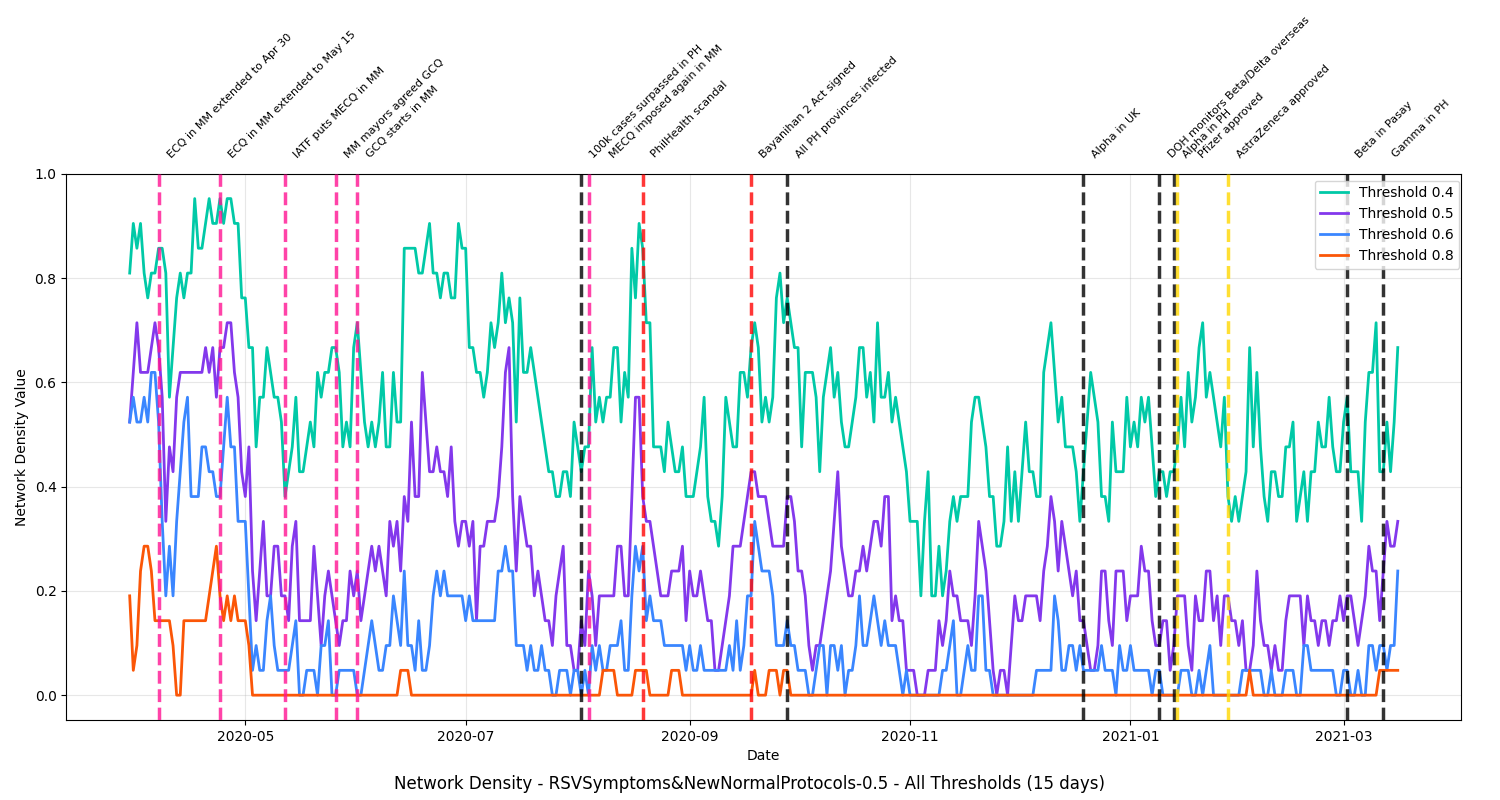 ECQ in MM extended to Apr 30
ECQ in MM extended to May 15
IATF puts MECQ in MM
MM mayors agreed GCQ
GCQ starts in MM
100k cases surpassed in PH
MECQ imposed again in MM
PhilHealth scandal
Bayanihan 2 Act signed
All PH provinces infected
Alpha in UK
DOH monitors Beta/Delta overseas
Alpha in PH
Pfizer approved
AstraZeneca approved
Beta in Pasay
Gamma in PH
1.0
0.8
0.6
0.4
0.2
0.0
Network Density Value
Threshold 0.4
Threshold 0.5
Threshold 0.6
Threshold 0.8
2020-05
2020-07
2020-09
2020-11
2021-01
2021-03
Date
Network Density - RSVSymptoms&NewNormalProtocols-0.5 - All Thresholds (15 days)